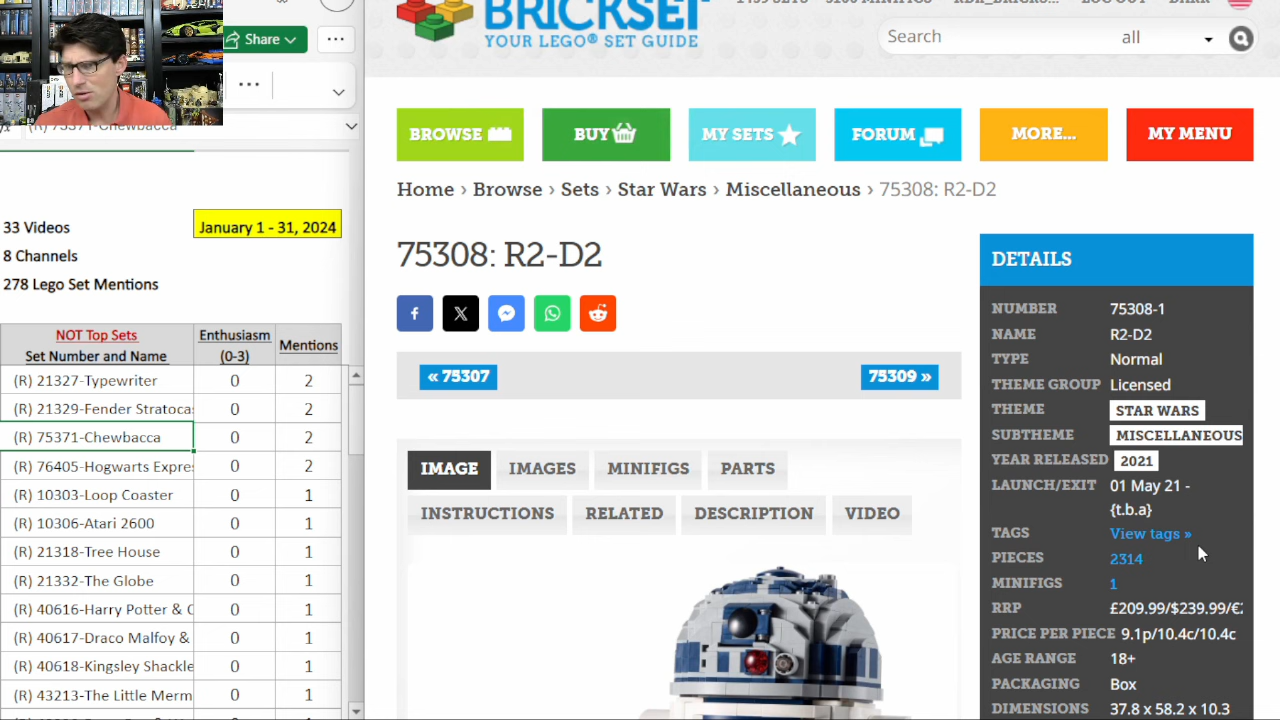 Share
(R) 75371-Chewbacca
33 Videos
January 1 - 31, 2024
8 Channels
278 Lego Set Mentions
NOT Top Sets
Set Number and Name
Enthusiasm
(0-3)
Mentions
(R) 21327-Typewriter 0 2
(R) 21329-Fender Stratoca 0 2
(R) 75371-Chewbacca 0 2
(R) 76405-Hogwarts Expre 0 2
(R) 10303-Loop Coaster 0 1
(R) 10306-Atari 2600 0 1
(R) 21318-Tree House 0 1
(R) 21332-The Globe 0 1
(R) 40616-Harry Potter & C 0 1
(R) 40617-Draco Malfoy & 0 1
(R) 40618-Kingsley Shackle 0 1
(R) 43213-The Little Merm 0 1
BRICKSET
YOUR LEGO® SET GUIDE
Search
all
BROWSE
BUY
MY SETS
FORUM
MORE...
MY MENU
Home › Browse › Sets › Star Wars › Miscellaneous › 75308: R2-D2
75308: R2-D2
« 75307
75309 »
IMAGE
IMAGES
MINIFIGS
PARTS
INSTRUCTIONS
RELATED
DESCRIPTION
VIDEO
DETAILS
NUMBER 75308-1
NAME R2-D2
TYPE Normal
THEME GROUP Licensed
THEME STAR WARS
SUBTHEME MISCELLANEOUS
YEAR RELEASED 2021
LAUNCH/EXIT 01 May 21 -
{t.b.a}
TAGS View tags »
PIECES 2314
MINIFIGS 1
RRP £209.99/$239.99/€
PRICE PER PIECE 9.1p/10.4c/10.4c
AGE RANGE 18+
PACKAGING Box
DIMENSIONS 37.8 x 58.2 x 10.3